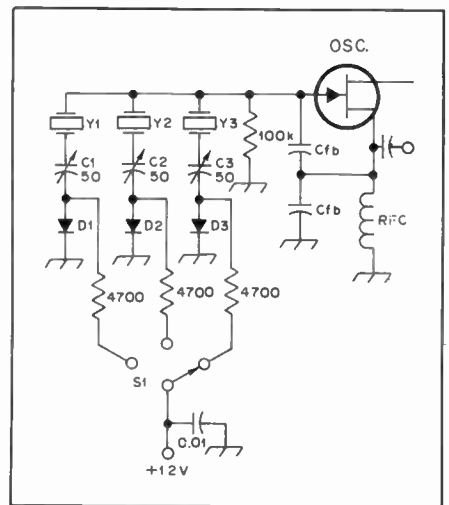 OSC.
Y1 Y2 Y3
100k
C1 50
C2 50
C3 50
Cfb
Cfb
D1 D2 D3
RFC
4700 4700 4700
S1
0.01
+12V